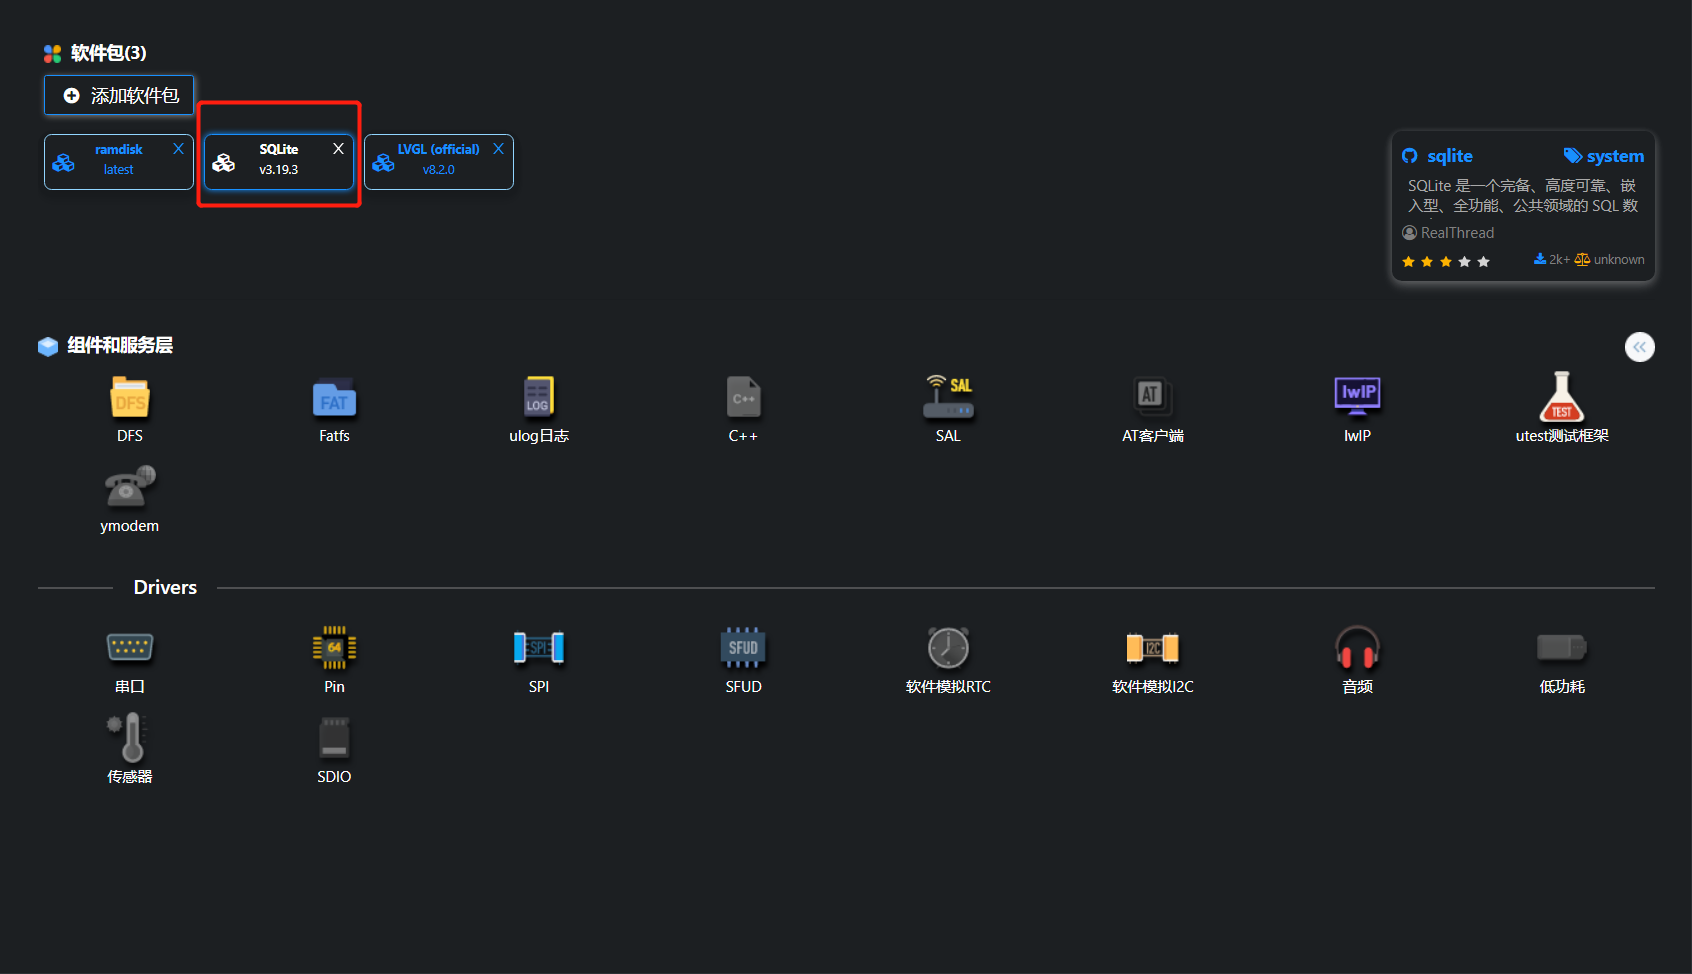 软件包(3)
添加软件包
ramdisk
latest
SQLite
v3.19.3
LVGL (official)
v8.2.0
sqlite
system
SQLite 是一个完备、高度可靠、嵌
入型、全功能、公共领域的 SQL 数
RealThread
2k+
unknown
组件和服务层
DFS
FAT
LOG
C++
SAL
AT
lwIP
TEST
DFS
Fatfs
ulog日志
C++
SAL
AT客户端
lwIP
utest测试框架
ymodem
Drivers
64
SPI
SFUD
I2C
串口
Pin
SPI
SFUD
软件模拟RTC
软件模拟I2C
音频
低功耗
传感器
SDIO